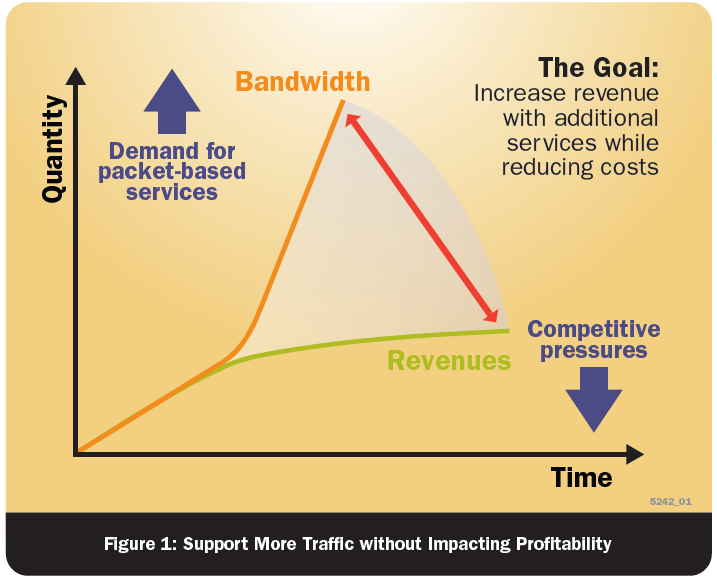 Bandwidth
The Goal:
Increase revenue
with additional
services while
reducing costs
Quantity
Demand for
packet-based
services
Competitive
pressures
Revenues
Time
5242_01
Figure 1: Support More Traffic without Impacting Profitability